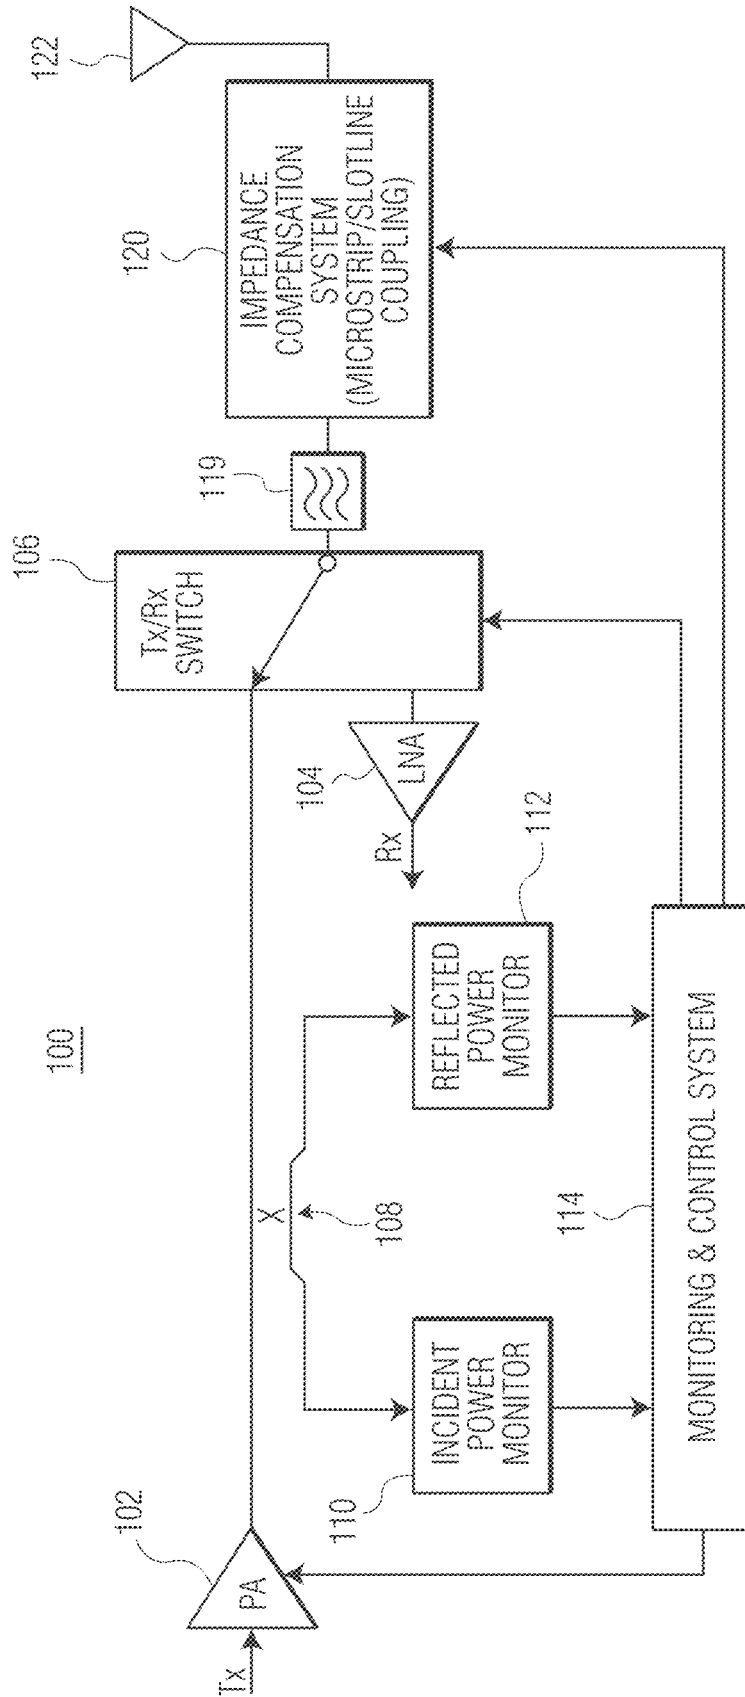 100
Tx
PA
102
X
108
INCIDENT
POWER
MONITOR
110
REFLECTED
POWER
MONITOR
112
MONITORING & CONTROL SYSTEM
114
Rx
LNA
104
Tx/Rx
SWITCH
106
119
IMPEDANCE
COMPENSATION
SYSTEM
(MICROSTRIP/SLOTLINE
COUPLING)
120
122